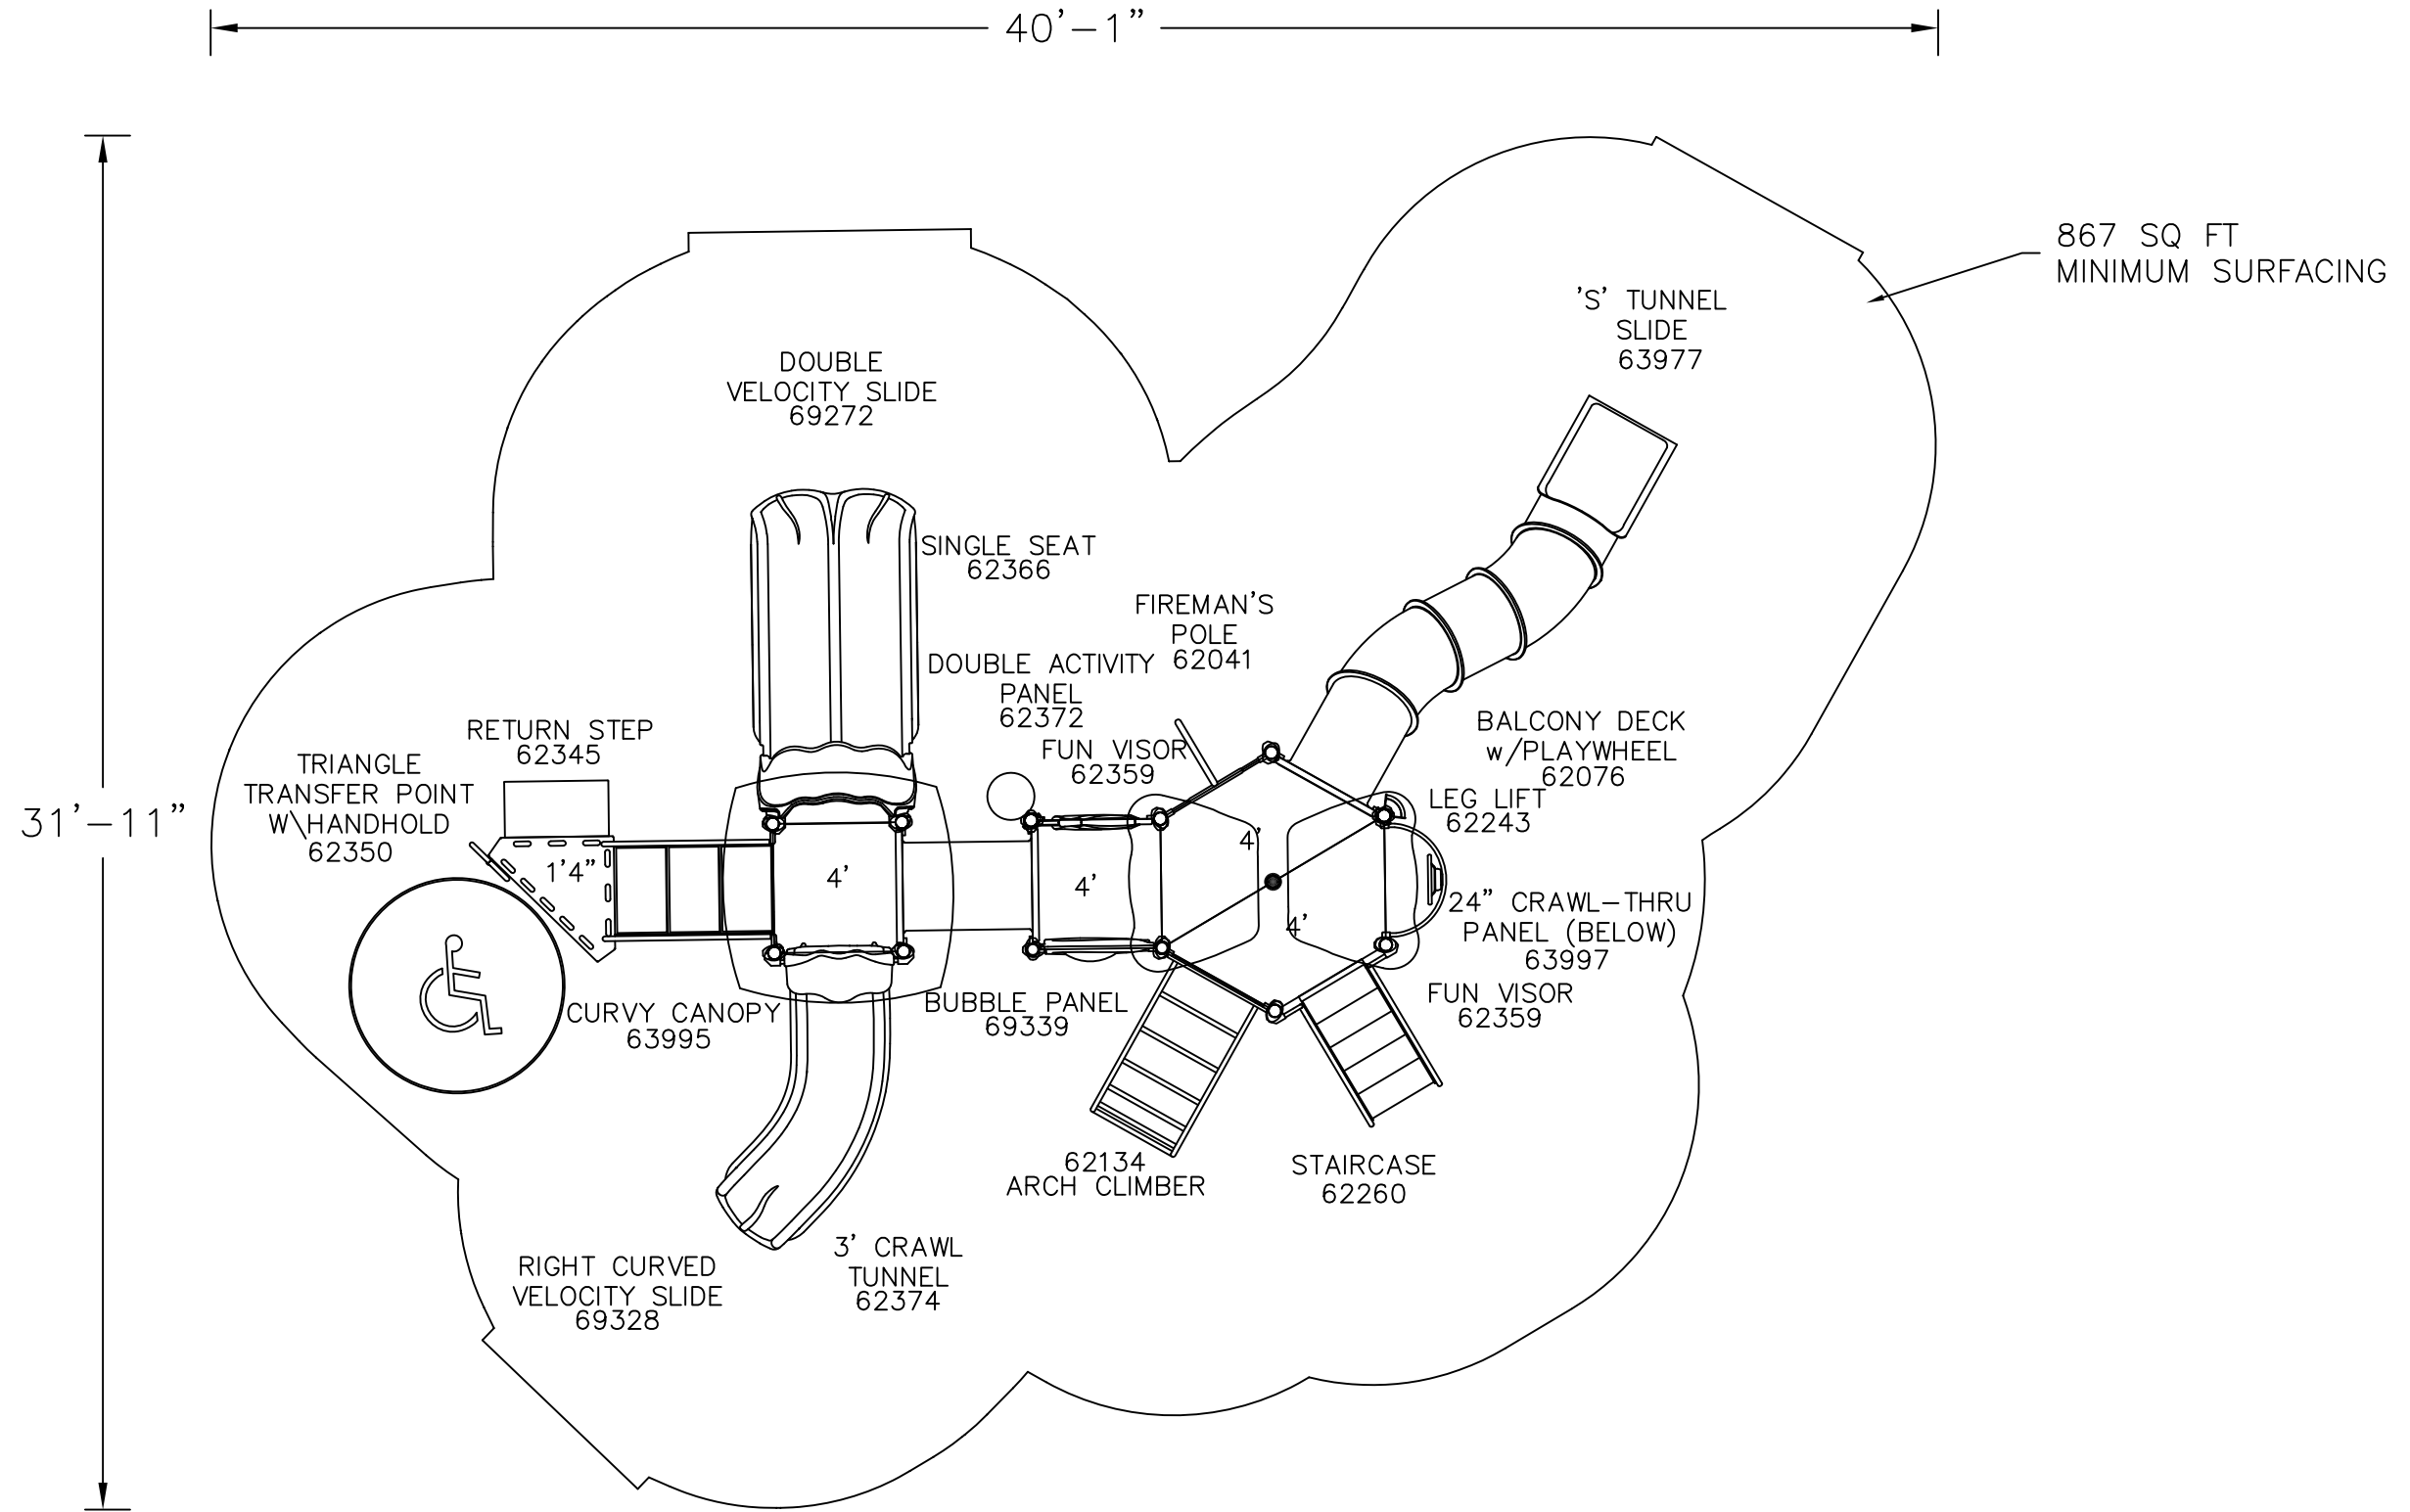 40'-1"
867 SQ FT
MINIMUM SURFACING
'S' TUNNEL
SLIDE
63977
DOUBLE
VELOCITY SLIDE
69272
SINGLE SEAT
62366
FIREMAN'S
POLE
62041
DOUBLE ACTIVITY
PANEL
62372
FUN VISOR
62359
BALCONY DECK
w/PLAYWHEEL
62076
LEG LIFT
62243
RETURN STEP
62345
TRIANGLE
TRANSFER POINT
W\HANDHOLD
62350
31'-11"
1'4"
4'
4'
4'
4'
24" CRAWL-THRU
PANEL (BELOW)
63997
FUN VISOR
62359
CURVY CANOPY
63995
BUBBLE PANEL
69339
62134
ARCH CLIMBER
STAIRCASE
62260
3' CRAWL
TUNNEL
62374
RIGHT CURVED
VELOCITY SLIDE
69328